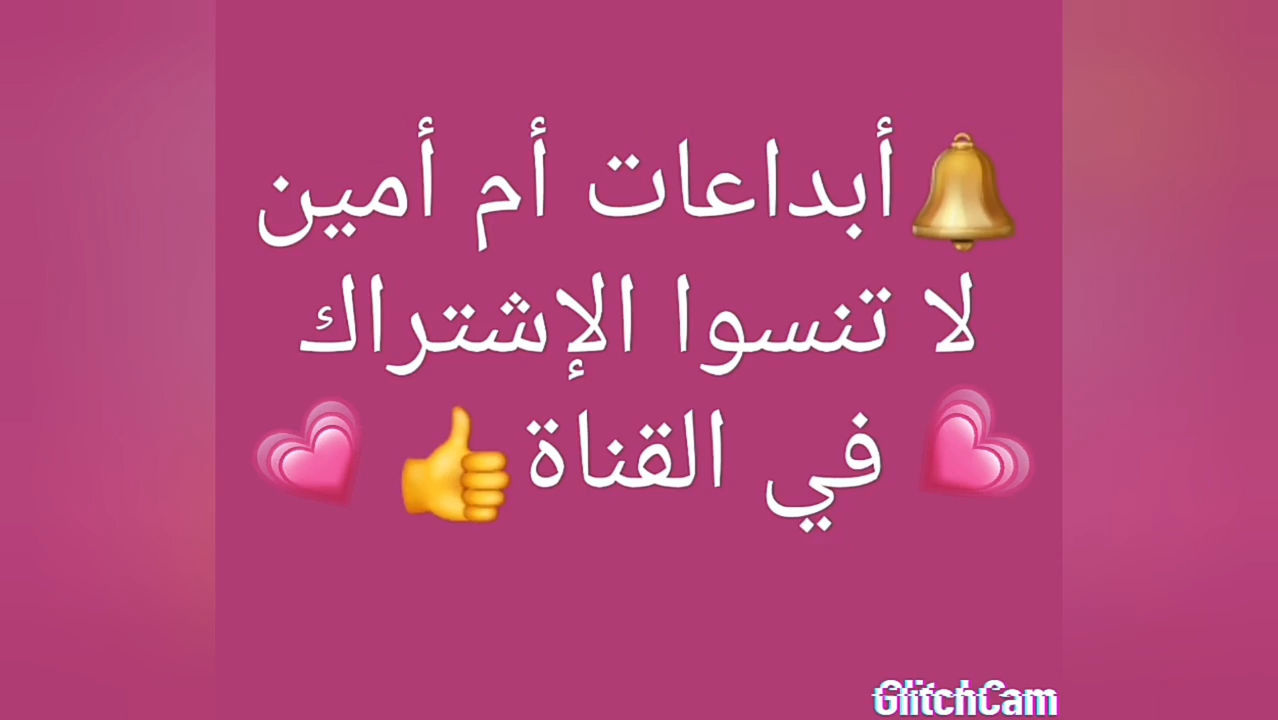 🔔أبداعات أم أمين
لا تنسوا الإشتراك
💗 في القناة👍 💗
GlitchCam